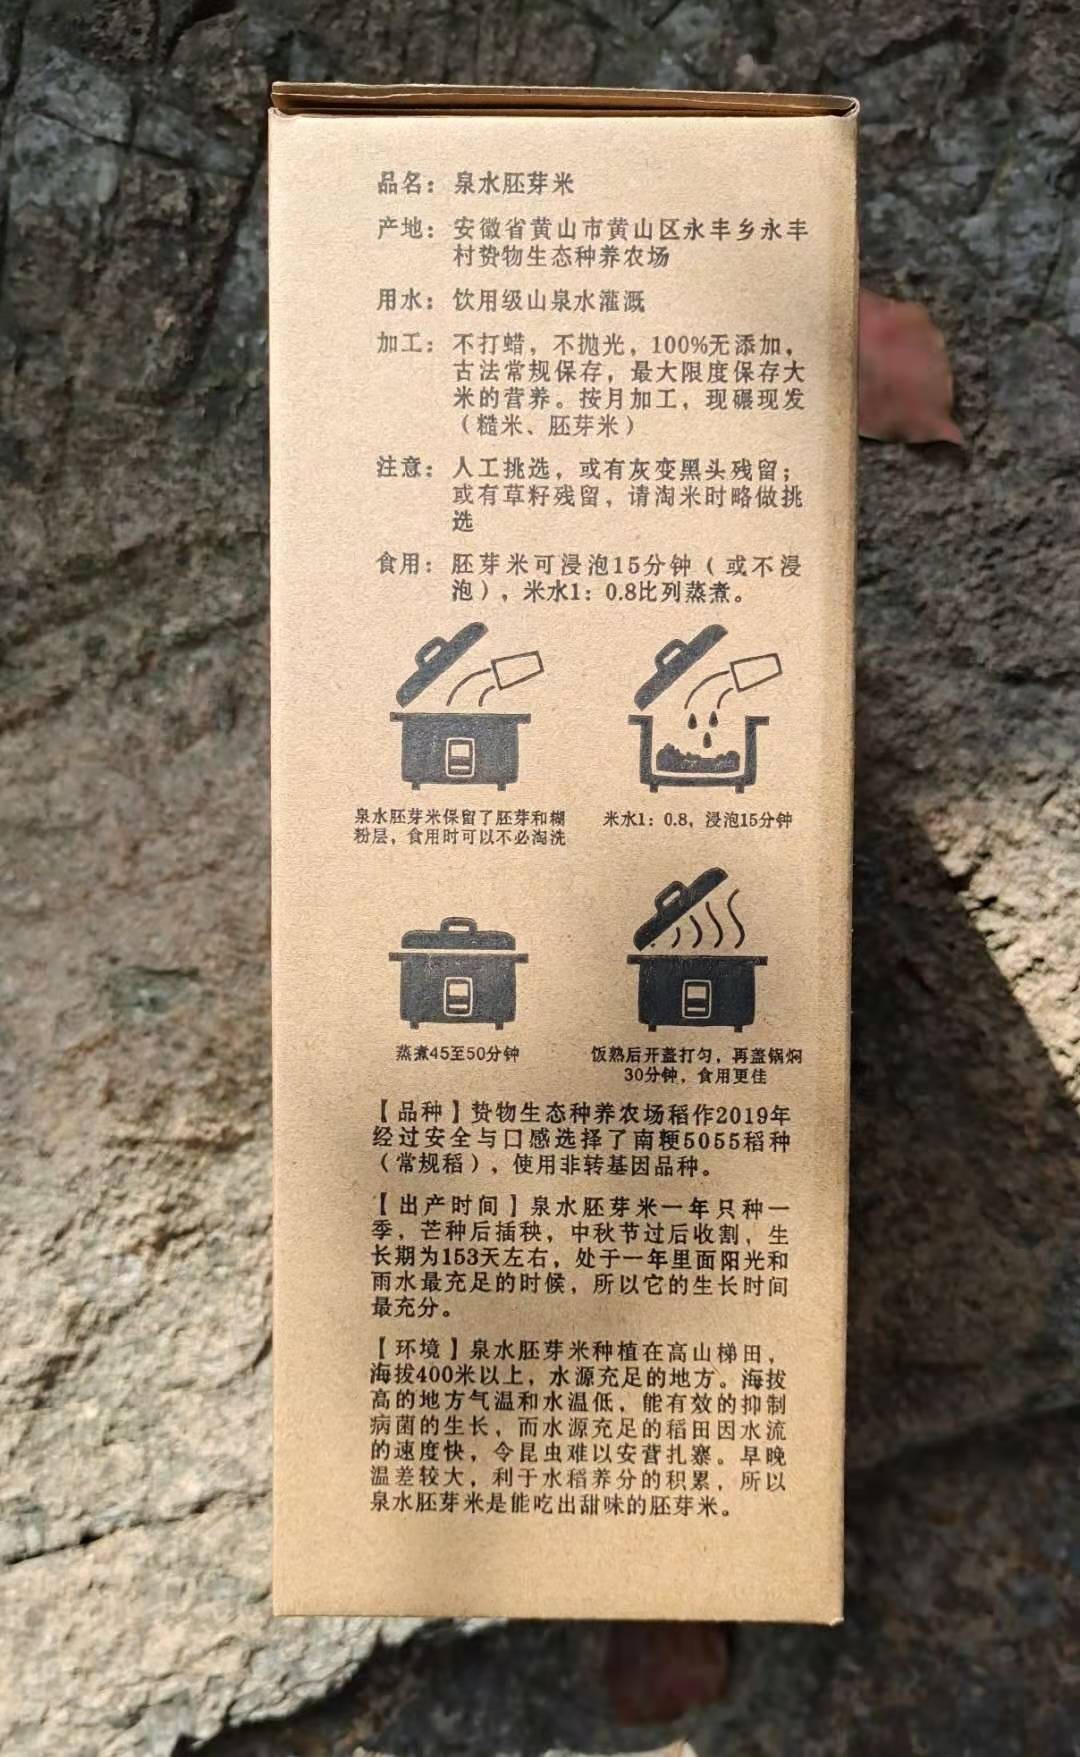 品名：泉水胚芽米
产地：安徽省黄山市黄山区永丰乡永丰
村贽物生态种养农场
用水：饮用级山泉水灌溉
加工：不打蜡，不抛光，100%无添加，
古法常规保存，最大限度保存大
米的营养。按月加工，现碾现发
（糙米、胚芽米）
注意：人工挑选，或有灰变黑头残留；
或有草籽残留，请淘米时略做挑
选
食用：胚芽米可浸泡15分钟（或不浸
泡），米水1：0.8比列蒸煮。
泉水胚芽米保留了胚芽和糊
粉层，食用时可以不必淘洗
米水1：0.8，浸泡15分钟
蒸煮45至50分钟
饭熟后开盖打匀，再盖锅焖
30分钟，食用更佳
【品种】贽物生态种养农场稻作2019年
经过安全与口感选择了南粳5055稻种
（常规稻），使用非转基因品种。
【出产时间】泉水胚芽米一年只种一
季，芒种后插秧，中秋节过后收割，生
长期为153天左右，处于一年里面阳光和
雨水最充足的时候，所以它的生长时间
最充分。
【环境】泉水胚芽米种植在高山梯田，
海拔400米以上，水源充足的地方。海拔
高的地方气温和水温低，能有效的抑制
病菌的生长，而水源充足的稻田因水流
的速度快，令昆虫难以安营扎寨。早晚
温差较大，利于水稻养分的积累，所以
泉水胚芽米是能吃出甜味的胚芽米。